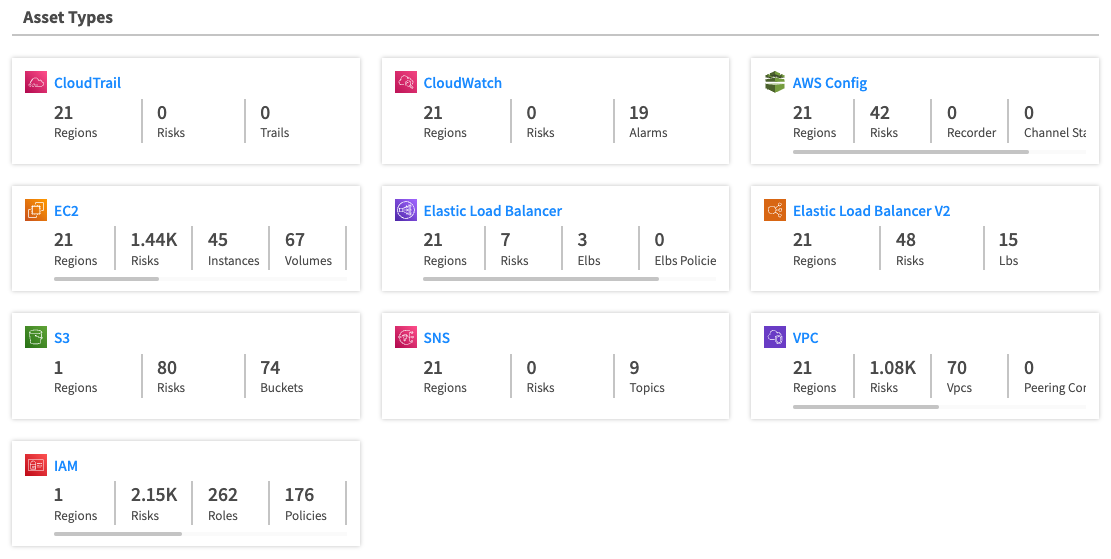 Asset Types
CloudTrail
21 0 0
Regions Risks Trails
CloudWatch
21 0 19
Regions Risks Alarms
AWS Config
21 42 0 0
Regions Risks Recorder Channel Sta
EC2
21 1.44K 45 67
Regions Risks Instances Volumes
Elastic Load Balancer
21 7 3 0
Regions Risks Elbs Elbs Policie
Elastic Load Balancer V2
21 48 15
Regions Risks Lbs
S3
1 80 74
Regions Risks Buckets
SNS
21 0 9
Regions Risks Topics
VPC
21 1.08K 70 0
Regions Risks Vpcs Peering Con
IAM
1 2.15K 262 176
Regions Risks Roles Policies